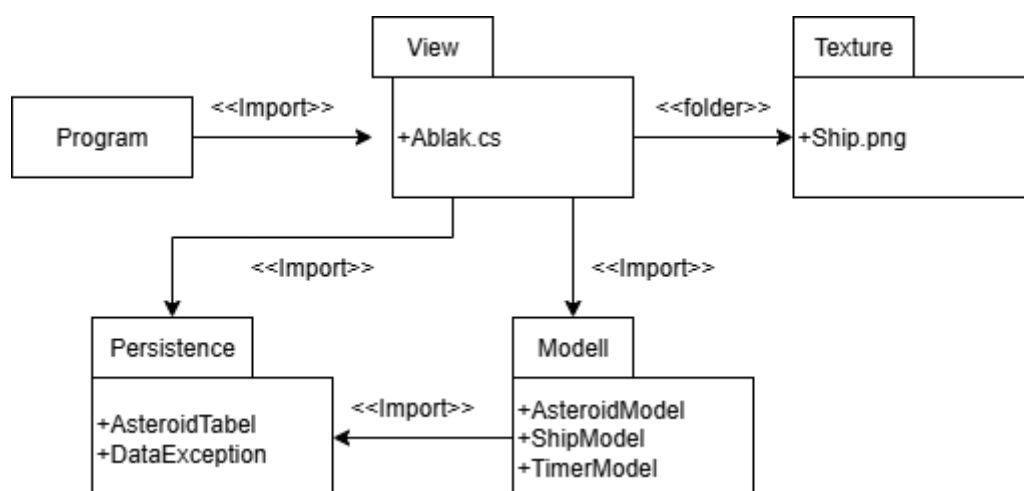 View
Texture
<<Import>>
<<folder>>
Program
+Ablak.cs
+Ship.png
<<Import>>
<<Import>>
Persistence
Modell
<<Import>>
+AsteroidTabel
+DataException
+AsteroidModel
+ShipModel
+TimerModel